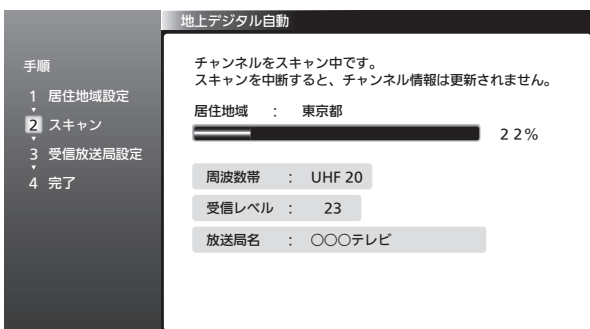 地上デジタル自動
手順
1 居住地域設定
2 スキャン
3 受信放送局設定
4 完了
チャンネルをスキャン中です。
スキャンを中断すると、チャンネル情報は更新されません。
居住地域 : 東京都
22%
周波数帯 : UHF 20
受信レベル : 23
放送局名 : ○○○テレビ